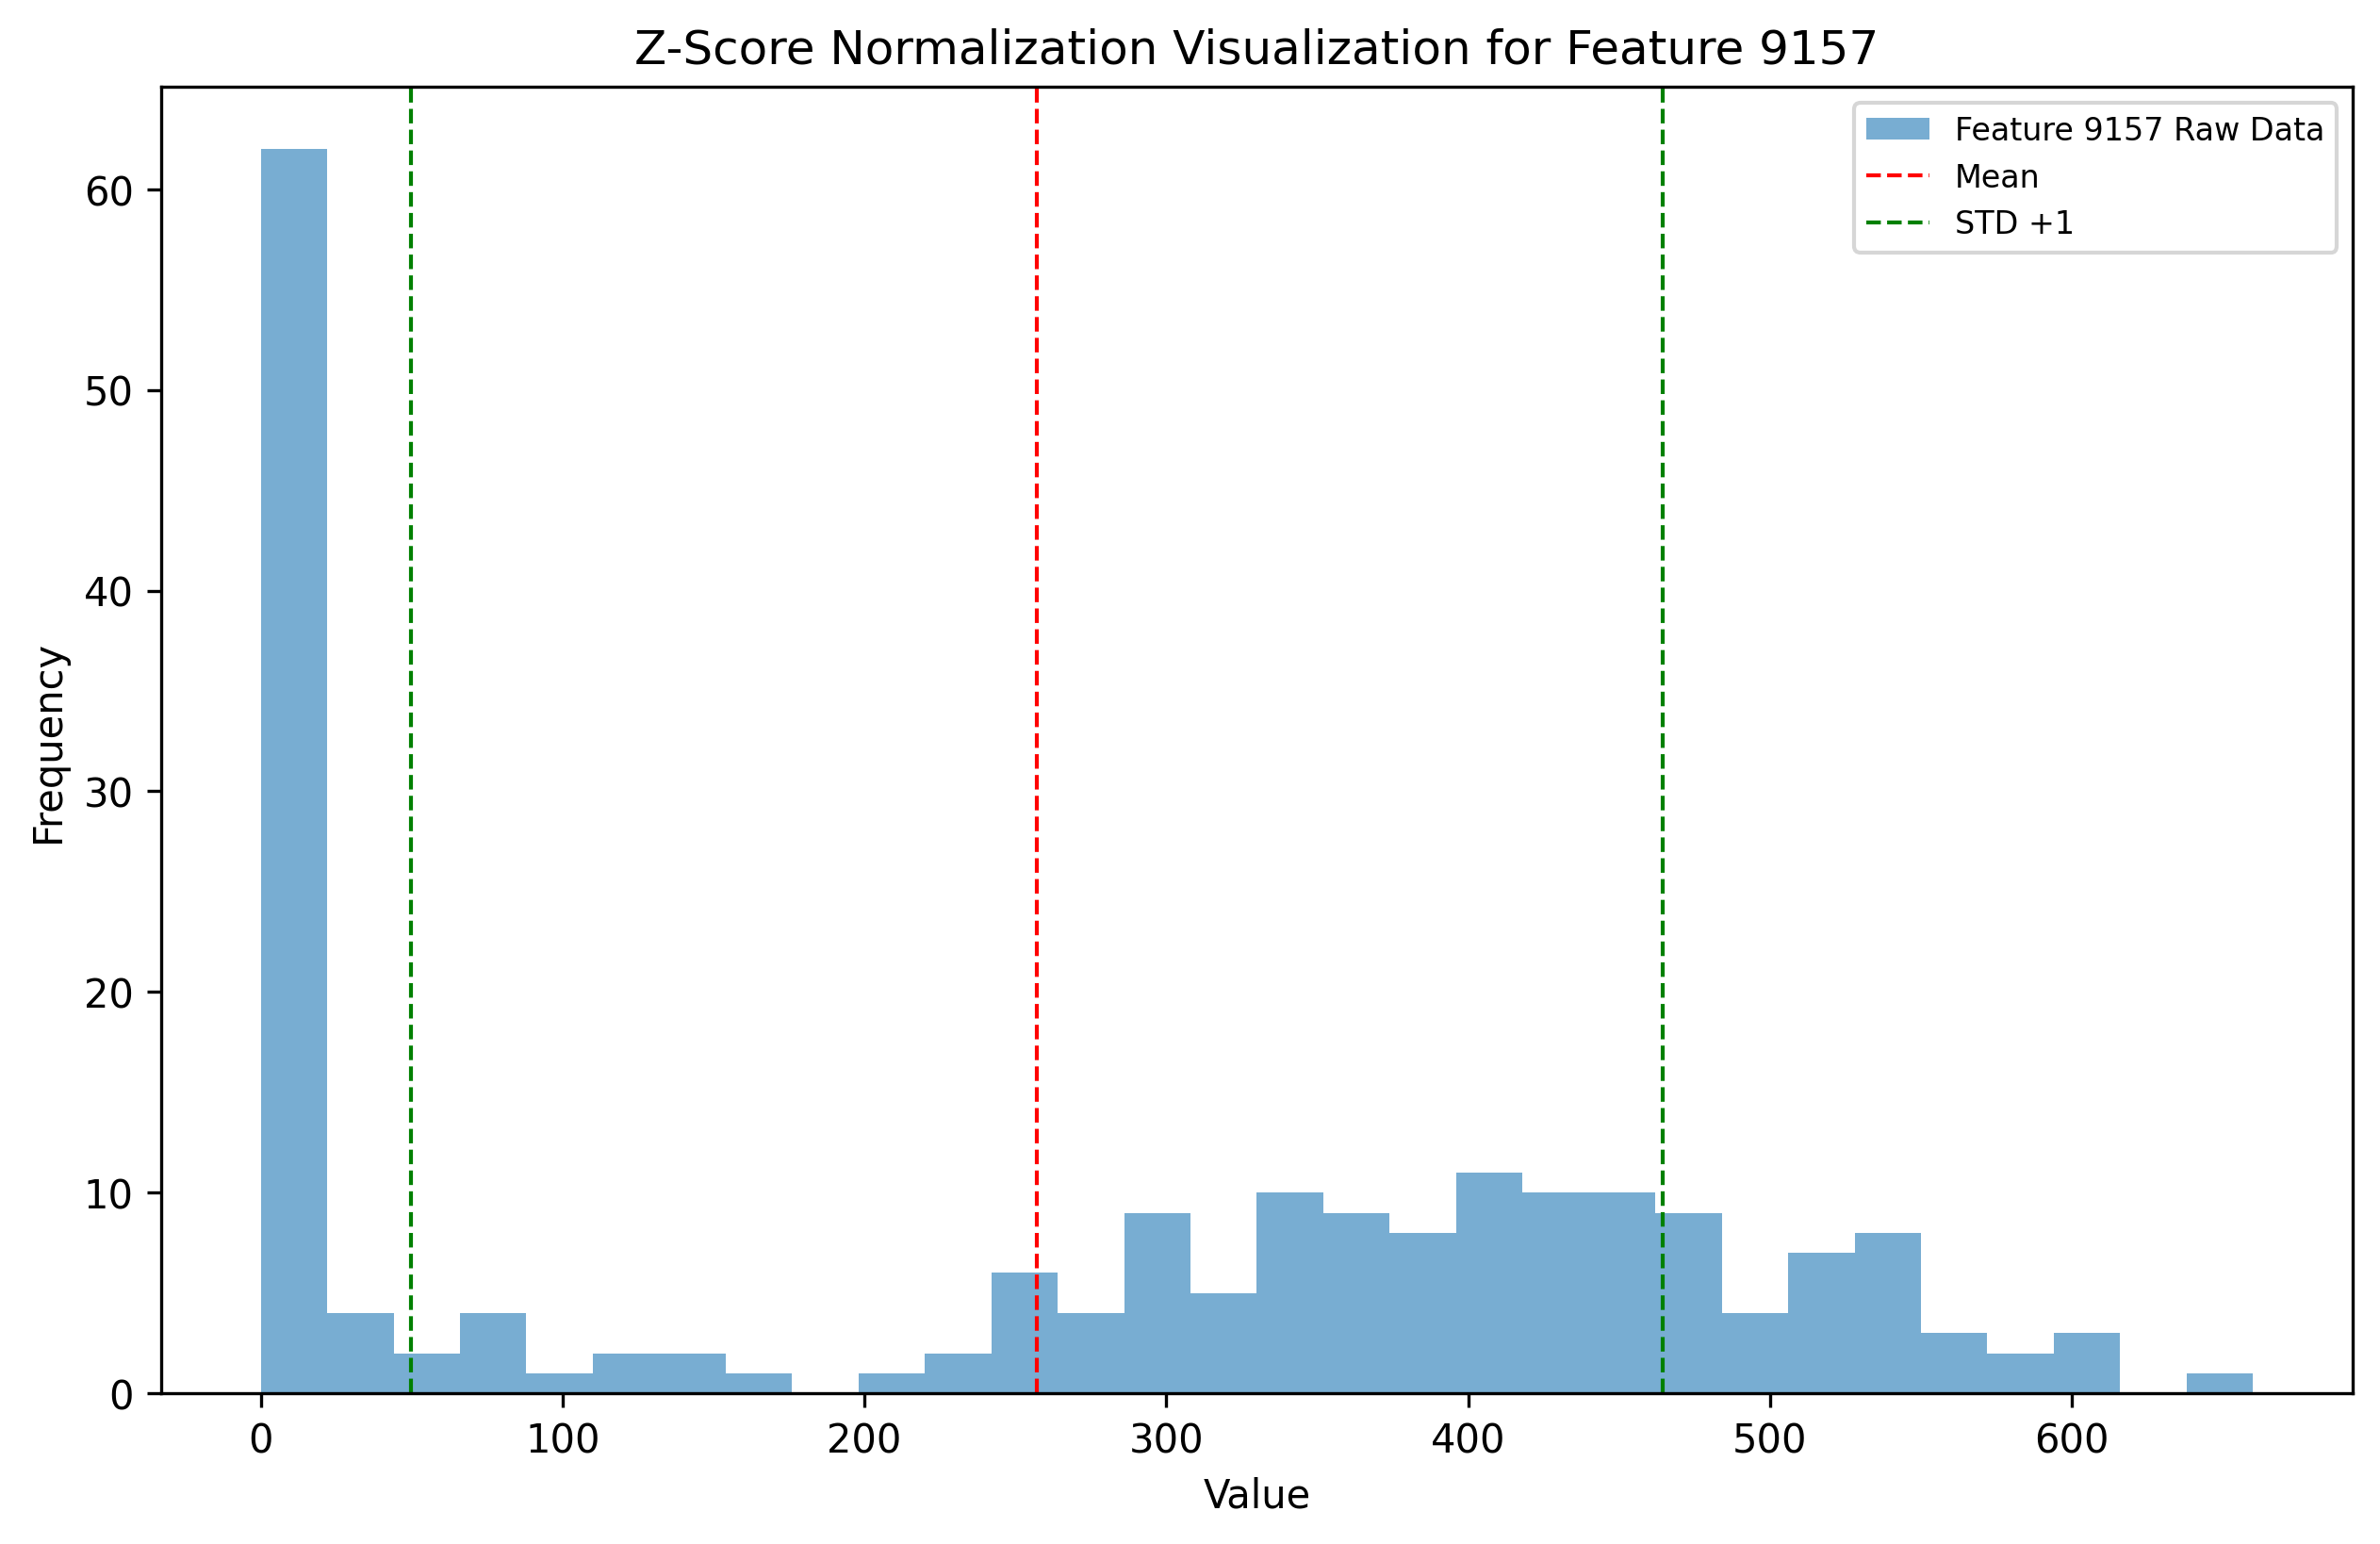 Z-Score Normalization Visualization for Feature 9157
Feature 9157 Raw Data
Mean
STD +1
60
50
40
30
20
10
0
Frequency
0 100 200 300 400 500 600
Value